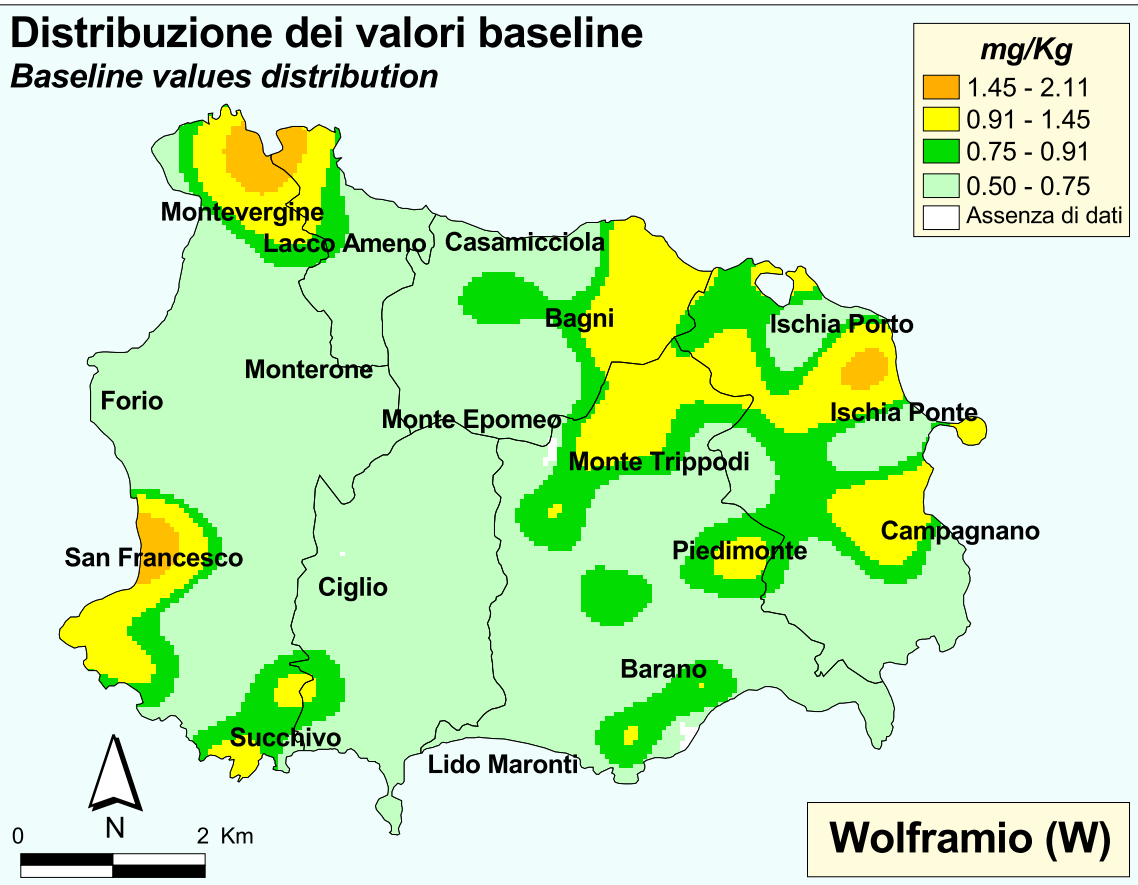 Distribuzione dei valori baseline
Baseline values distribution
mg/Kg
1.45 - 2.11
0.91 - 1.45
0.75 - 0.91
0.50 - 0.75
Assenza di dati
Montevergine
Lacco Ameno
Casamicciola
Bagni
Ischia Porto
Monterone
Forio
Monte Epomeo
Ischia Ponte
Monte Trippodi
Campagnano
San Francesco
Piedimonte
Ciglio
Barano
Succhivo
Lido Maronti
N
0 2 Km
Wolframio (W)